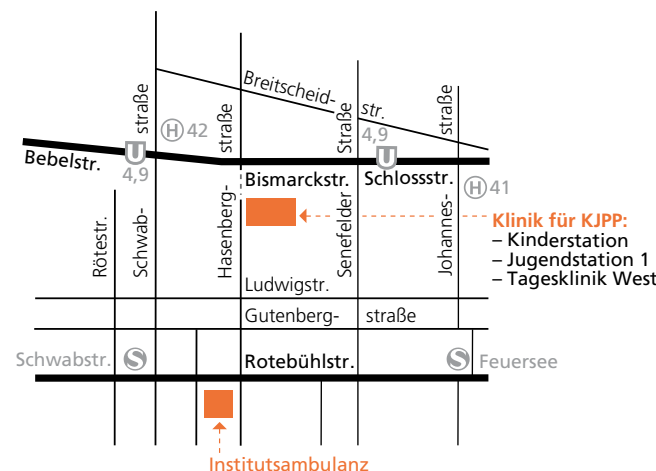 Breitscheid-
str.
straße
straße
Straße
straße
H 42
4,9
U
Bebelstr.
U
4,9
Bismarckstr.
Schlossstr.
H 41
Rötestr.
Schwab-
Hasenberg-
Senefelder
Johannes-
Klinik für KJPP:
– Kinderstation
– Jugendstation 1
– Tagesklinik West
Ludwigstr.
Gutenberg-
straße
Schwabstr. S
Rotebühlstr.
S Feuersee
Institutsambulanz